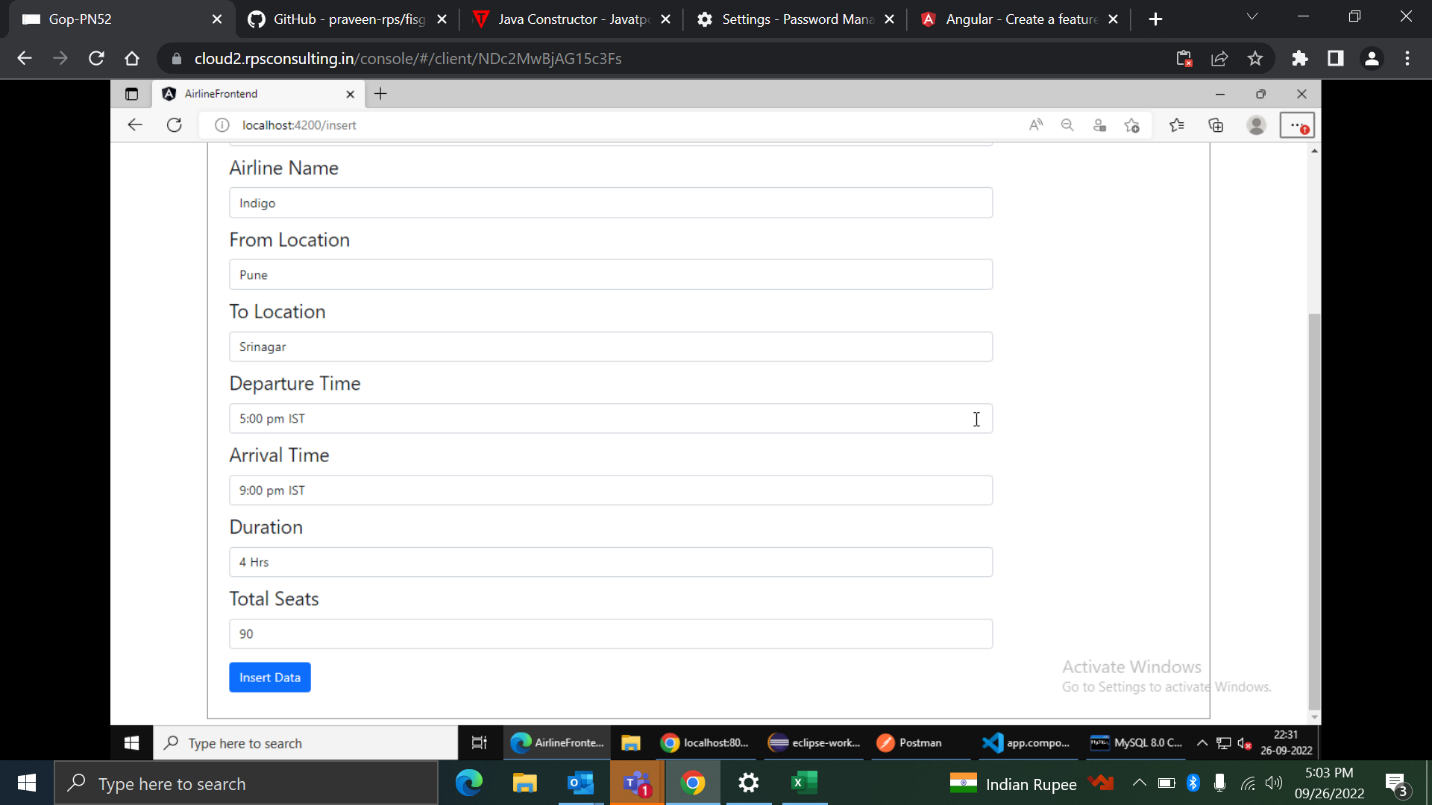 Gop-PN52
GitHub - praveen-rps/fisg
Java Constructor - Javatpo
Settings - Password Mana
Angular - Create a feature
cloud2.rpsconsulting.in/console/#/client/NDc2MwBjAG15c3Fs
AirlineFrontend
localhost:4200/insert
Airline Name
Indigo
From Location
Pune
To Location
Srinagar
Departure Time
5:00 pm IST
Arrival Time
9:00 pm IST
Duration
4 Hrs
Total Seats
90
Insert Data
Activate Windows
Go to Settings to activate Windows.
Type here to search
AirlineFronte...
localhost:80...
eclipse-work...
Postman
app.compo...
MySQL 8.0 C...
22:31
26-09-2022
Type here to search
1
Indian Rupee
5:03 PM
09/26/2022
3